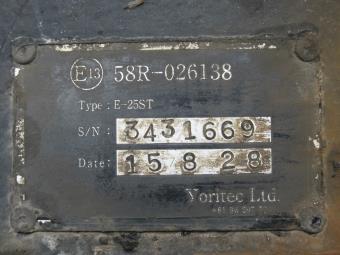 E13 58R-026138
Type : E-25ST
S/N : 3431669
Date: 15/8 28
Yoritec Ltd.